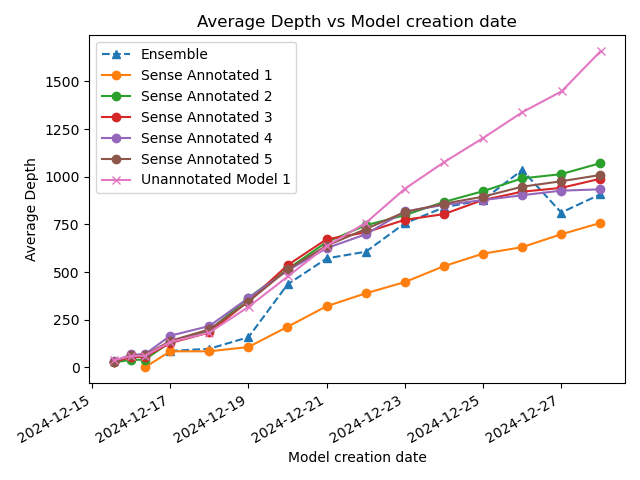 Average Depth vs Model creation date
Ensemble
Sense Annotated 1
Sense Annotated 2
Sense Annotated 3
Sense Annotated 4
Sense Annotated 5
Unannotated Model 1
Average Depth
1500
1250
1000
750
500
250
0
2024-12-15
2024-12-17
2024-12-19
2024-12-21
2024-12-23
2024-12-25
2024-12-27
Model creation date